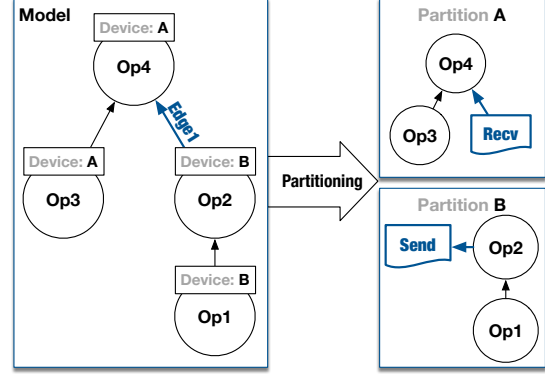 Model
Device: A
Op4
Edge1
Device: A
Op3
Device: B
Op2
Device: B
Op1
Partitioning
Partition A
Op4
Op3
Recv
Partition B
Send
Op2
Op1